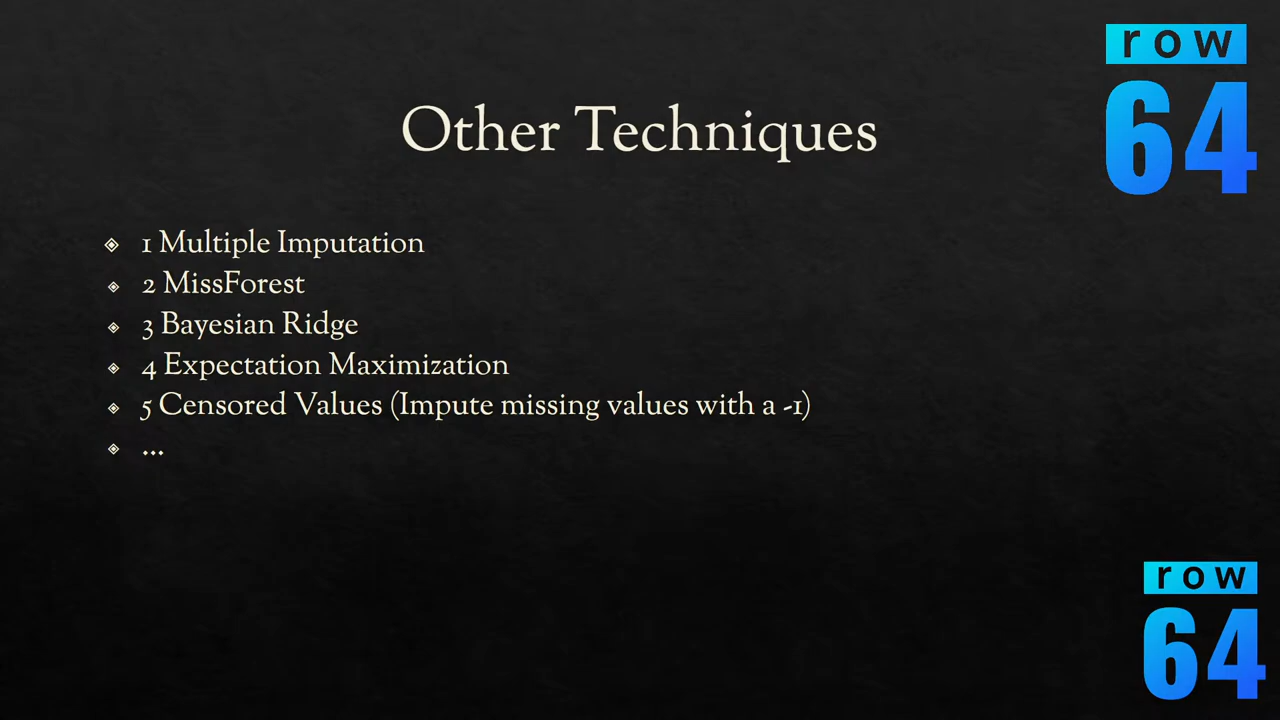 row
64
Other Techniques
1 Multiple Imputation
2 MissForest
3 Bayesian Ridge
4 Expectation Maximization
5 Censored Values (Impute missing values with a -1)
...
row
64